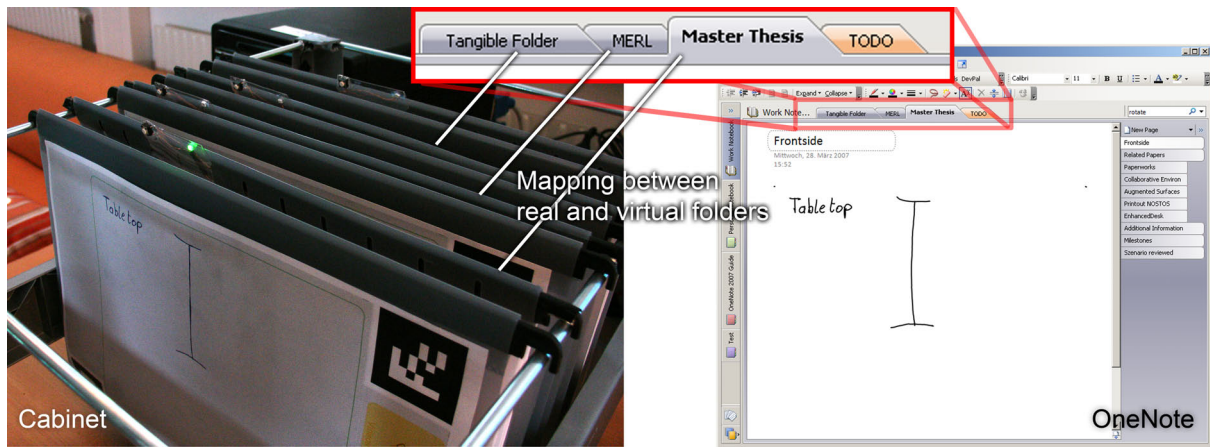 Tangible Folder
MERL
Master Thesis
TODO
Mapping between
real and virtual folders
Table top
Cabinet
Calibri
11
B
U
A
Expand
Collapse
Work Note...
Tangible Folder
MERL
Master Thesis
TODO
rotate
Work Notebook
OneNote 2007 Guide
Test
Frontside
Mittwoch, 28. März 2007
15:52
Table top
New Page
Frontside
Related Papers
Paperworks
Collaborative Environ
Augmented Surfaces
Printout NOSTOS
EnhancedDesk
Additional Information
Milestones
Szenario reviewed
OneNote